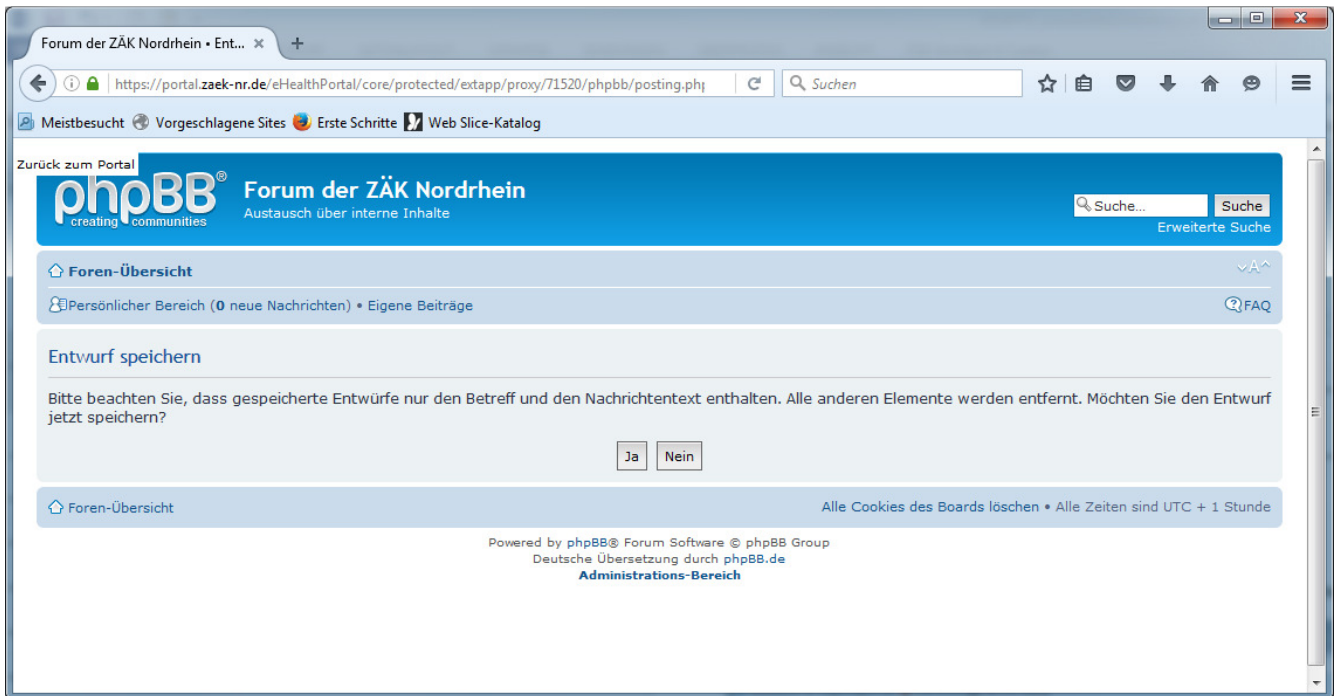 Forum der ZÄK Nordrhein • Ent...
https://portal.zaek-nr.de/eHealthPortal/core/protected/extapp/proxy/71520/phpbb/posting.php
Suchen
Meistbesucht Vorgeschlagene Sites Erste Schritte Web Slice-Katalog
Zurück zum Portal
phpBB®
creating communities
Forum der ZÄK Nordrhein
Austausch über interne Inhalte
Suche... Suche
Erweiterte Suche
Foren-Übersicht
A
Persönlicher Bereich (0 neue Nachrichten) • Eigene Beiträge
FAQ
Entwurf speichern
Bitte beachten Sie, dass gespeicherte Entwürfe nur den Betreff und den Nachrichtentext enthalten. Alle anderen Elemente werden entfernt. Möchten Sie den Entwurf
jetzt speichern?
Ja Nein
Foren-Übersicht
Alle Cookies des Boards löschen • Alle Zeiten sind UTC + 1 Stunde
Powered by phpBB® Forum Software © phpBB Group
Deutsche Übersetzung durch phpBB.de
Administrations-Bereich